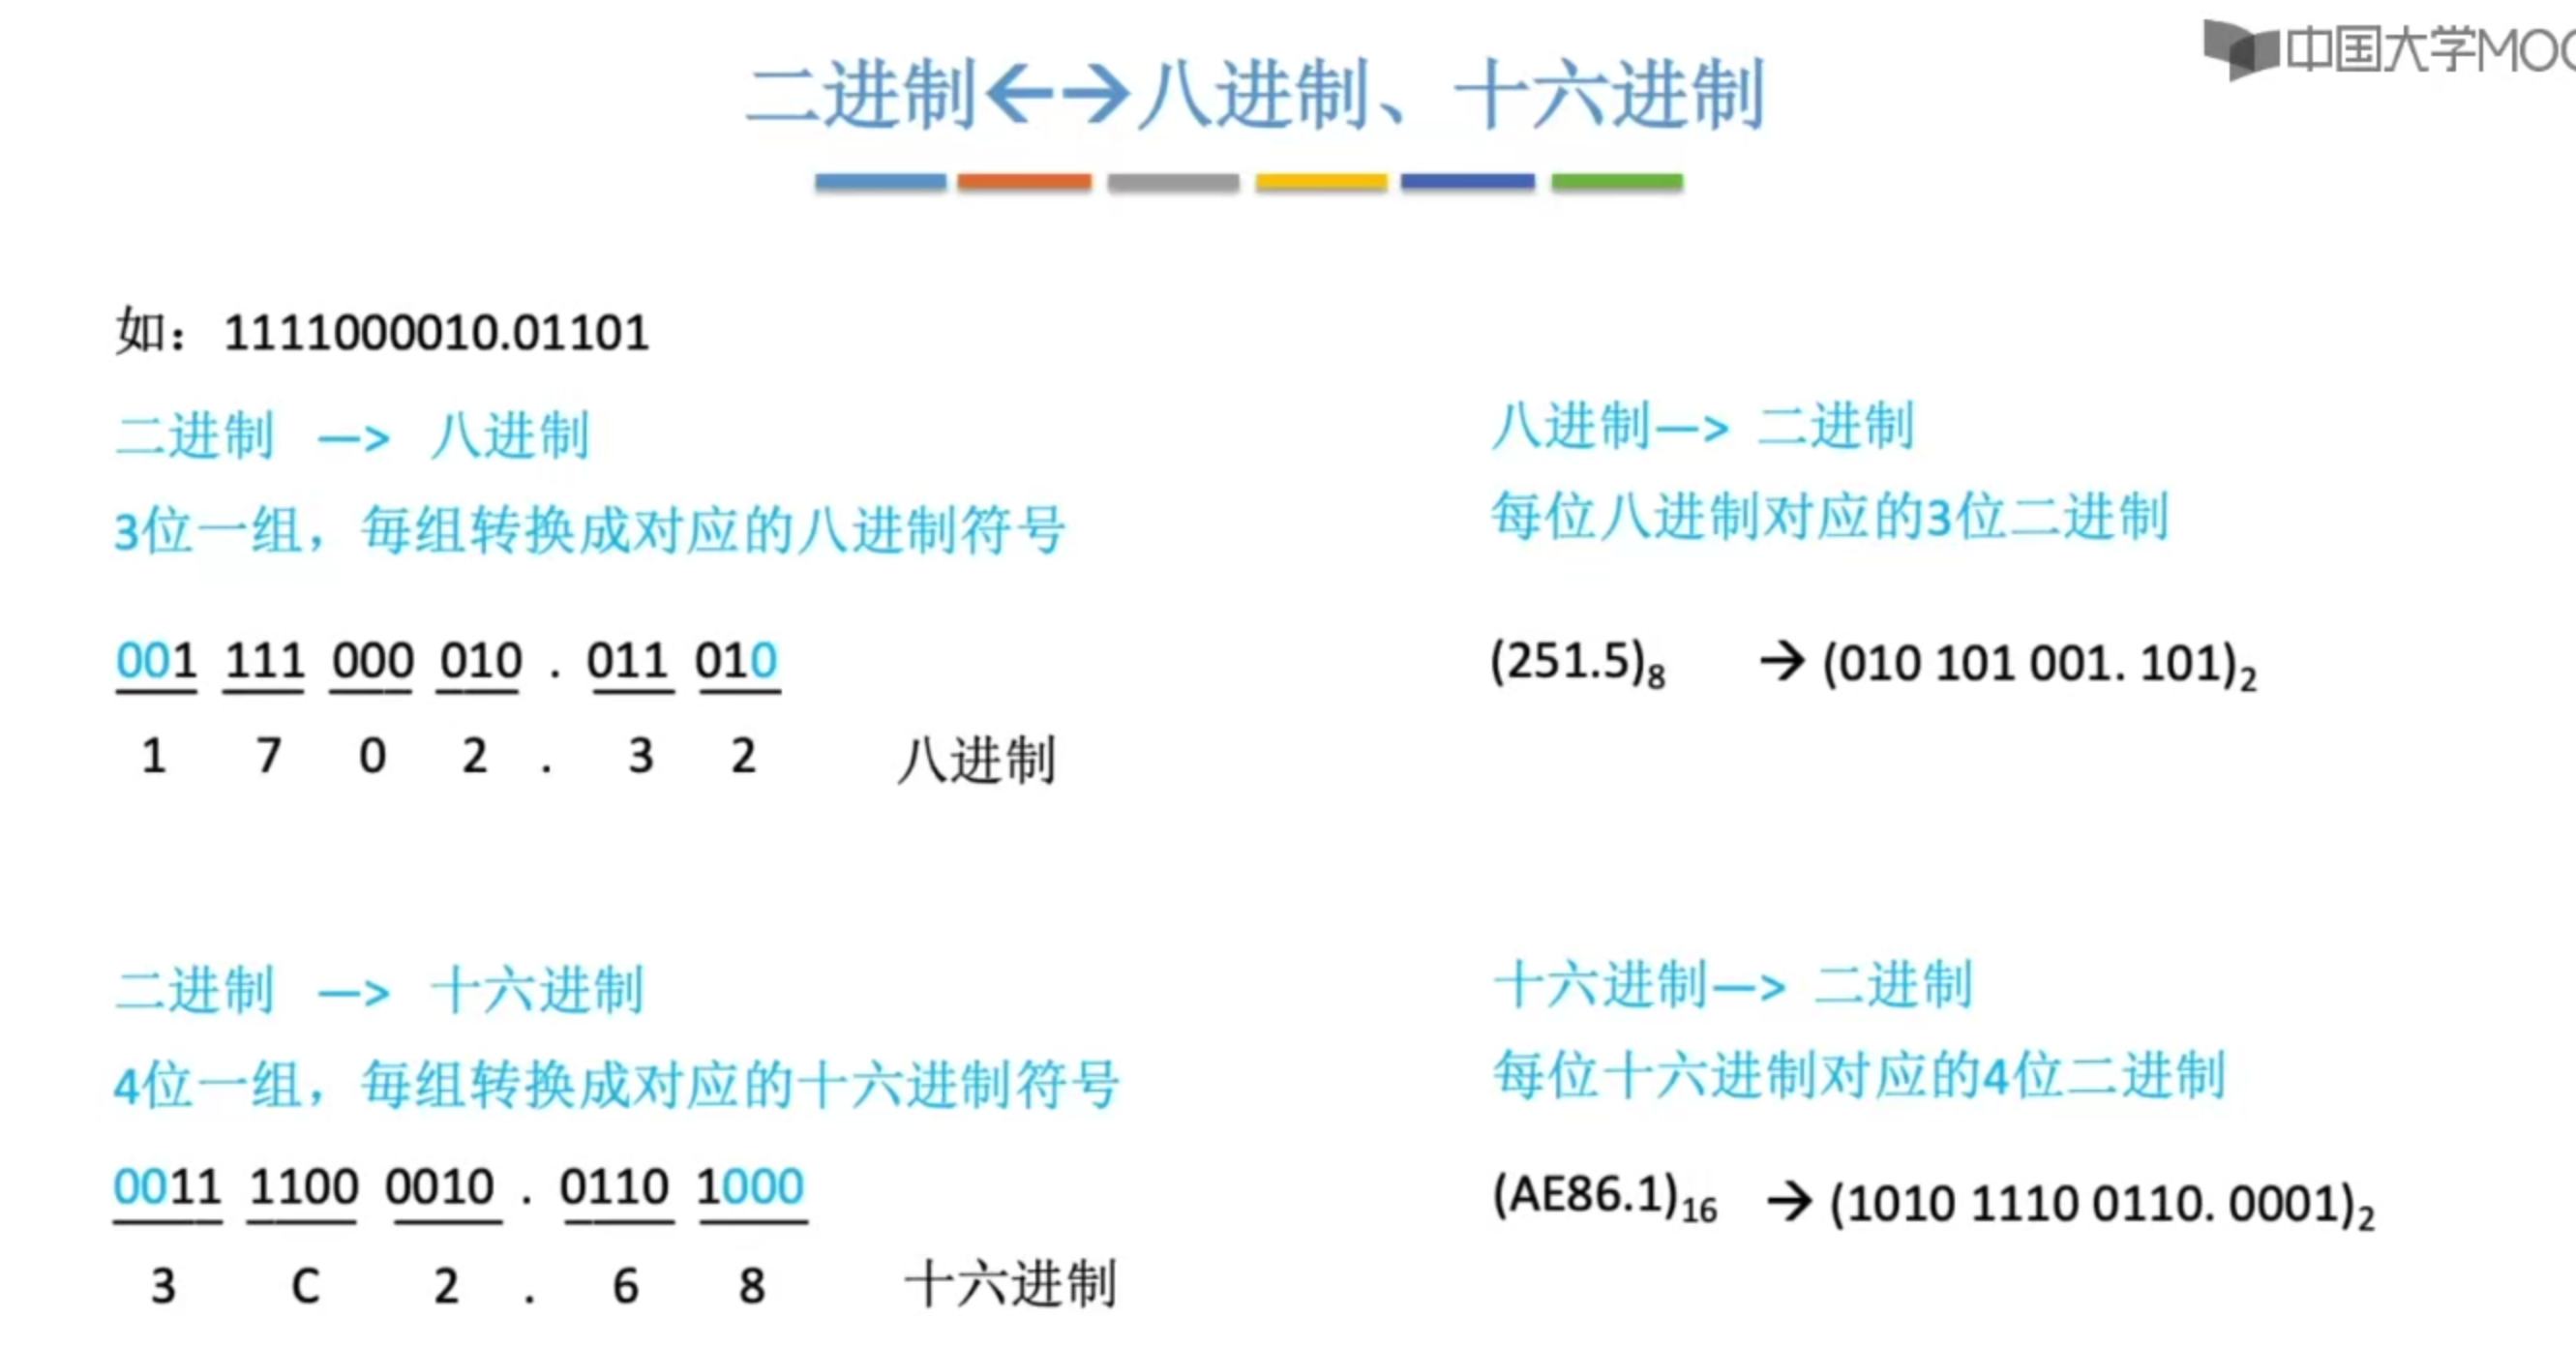 中国大学MOO
二进制←→八进制、十六进制
如：1111000010.01101
二进制 —> 八进制
3位一组，每组转换成对应的八进制符号
001 111 000 010 . 011 010
1 7 0 2 . 3 2 八进制
八进制—> 二进制
每位八进制对应的3位二进制
(251.5)8 → (010 101 001. 101)2
二进制 —> 十六进制
4位一组，每组转换成对应的十六进制符号
0011 1100 0010 . 0110 1000
3 C 2 . 6 8 十六进制
十六进制—> 二进制
每位十六进制对应的4位二进制
(AE86.1)16 → (1010 1110 0110. 0001)2